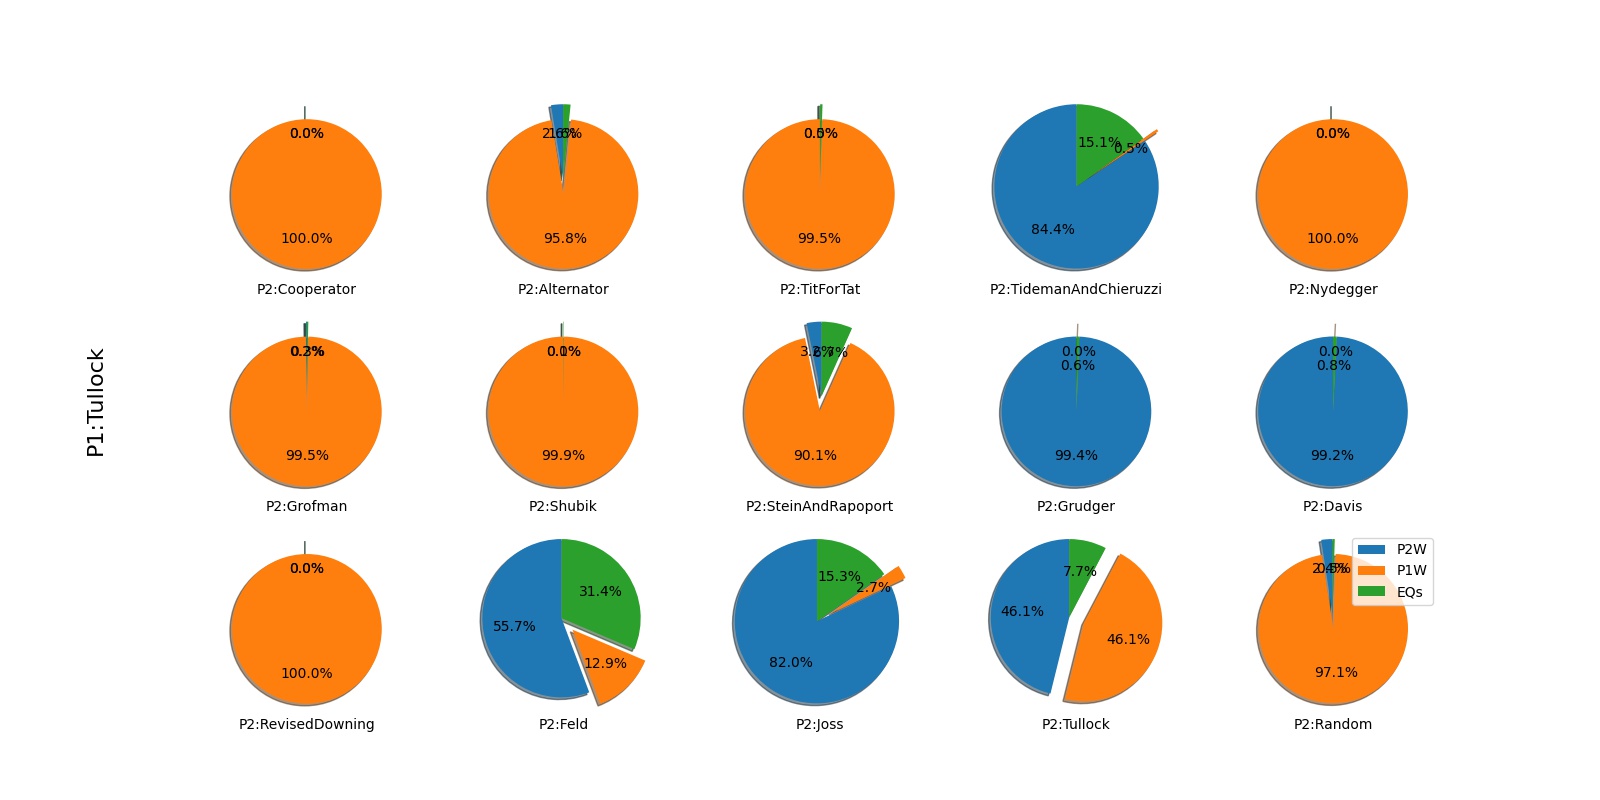 0.0%
100.0%
P2:Cooperator
95.8%
P2:Alternator
99.5%
P2:TitForTat
15.1%
0.5%
84.4%
P2:TidemanAndChieruzzi
0.0%
100.0%
P2:Nydegger
P1:Tullock
99.5%
P2:Grofman
99.9%
P2:Shubik
90.1%
P2:SteinAndRapoport
0.0%
0.6%
99.4%
P2:Grudger
0.0%
0.8%
99.2%
P2:Davis
0.0%
100.0%
P2:RevisedDowning
31.4%
55.7%
12.9%
P2:Feld
15.3%
2.7%
82.0%
P2:Joss
7.7%
46.1%
46.1%
P2:Tullock
97.1%
P2:Random
P2W
P1W
EQs